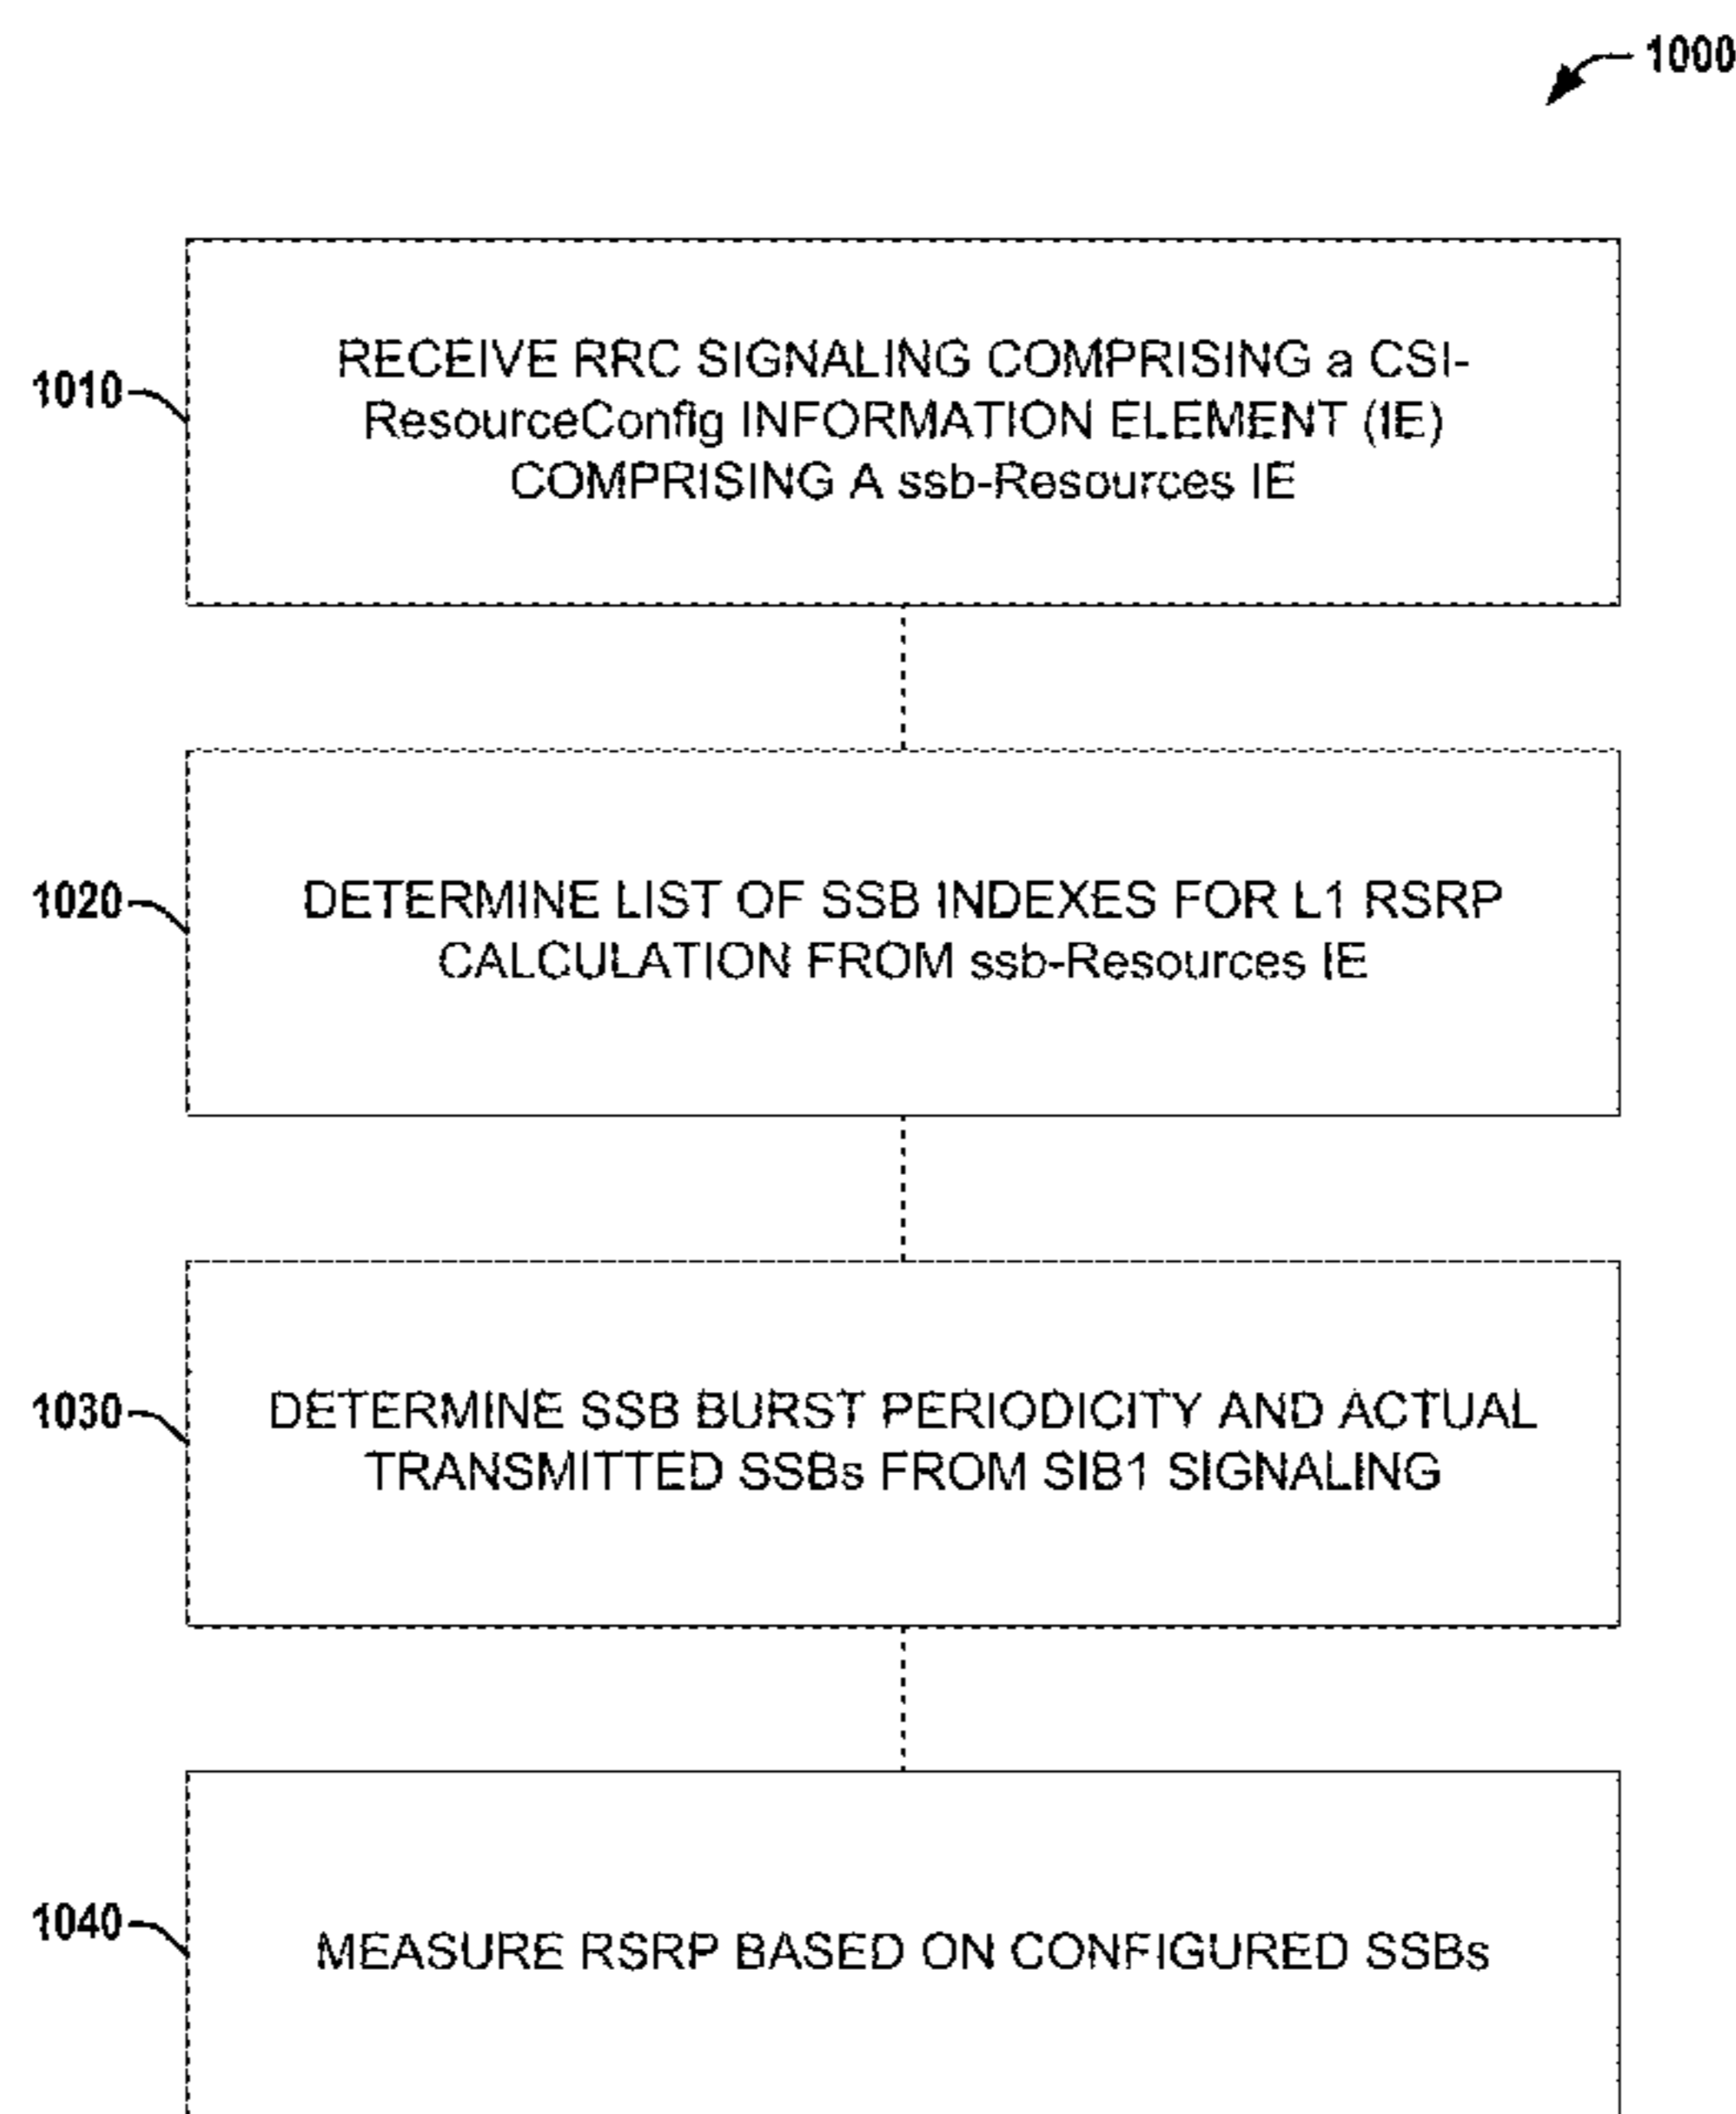 1000
1010
RECEIVE RRC SIGNALING COMPRISING a CSI-
ResourceConfig INFORMATION ELEMENT (IE)
COMPRISING A ssb-Resources IE
1020
DETERMINE LIST OF SSB INDEXES FOR L1 RSRP
CALCULATION FROM ssb-Resources IE
1030
DETERMINE SSB BURST PERIODICITY AND ACTUAL
TRANSMITTED SSBs FROM SIB1 SIGNALING
1040
MEASURE RSRP BASED ON CONFIGURED SSBs